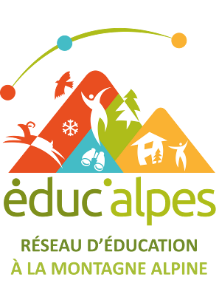 éduc'alpes
RÉSEAU D'ÉDUCATION
À LA MONTAGNE ALPINE